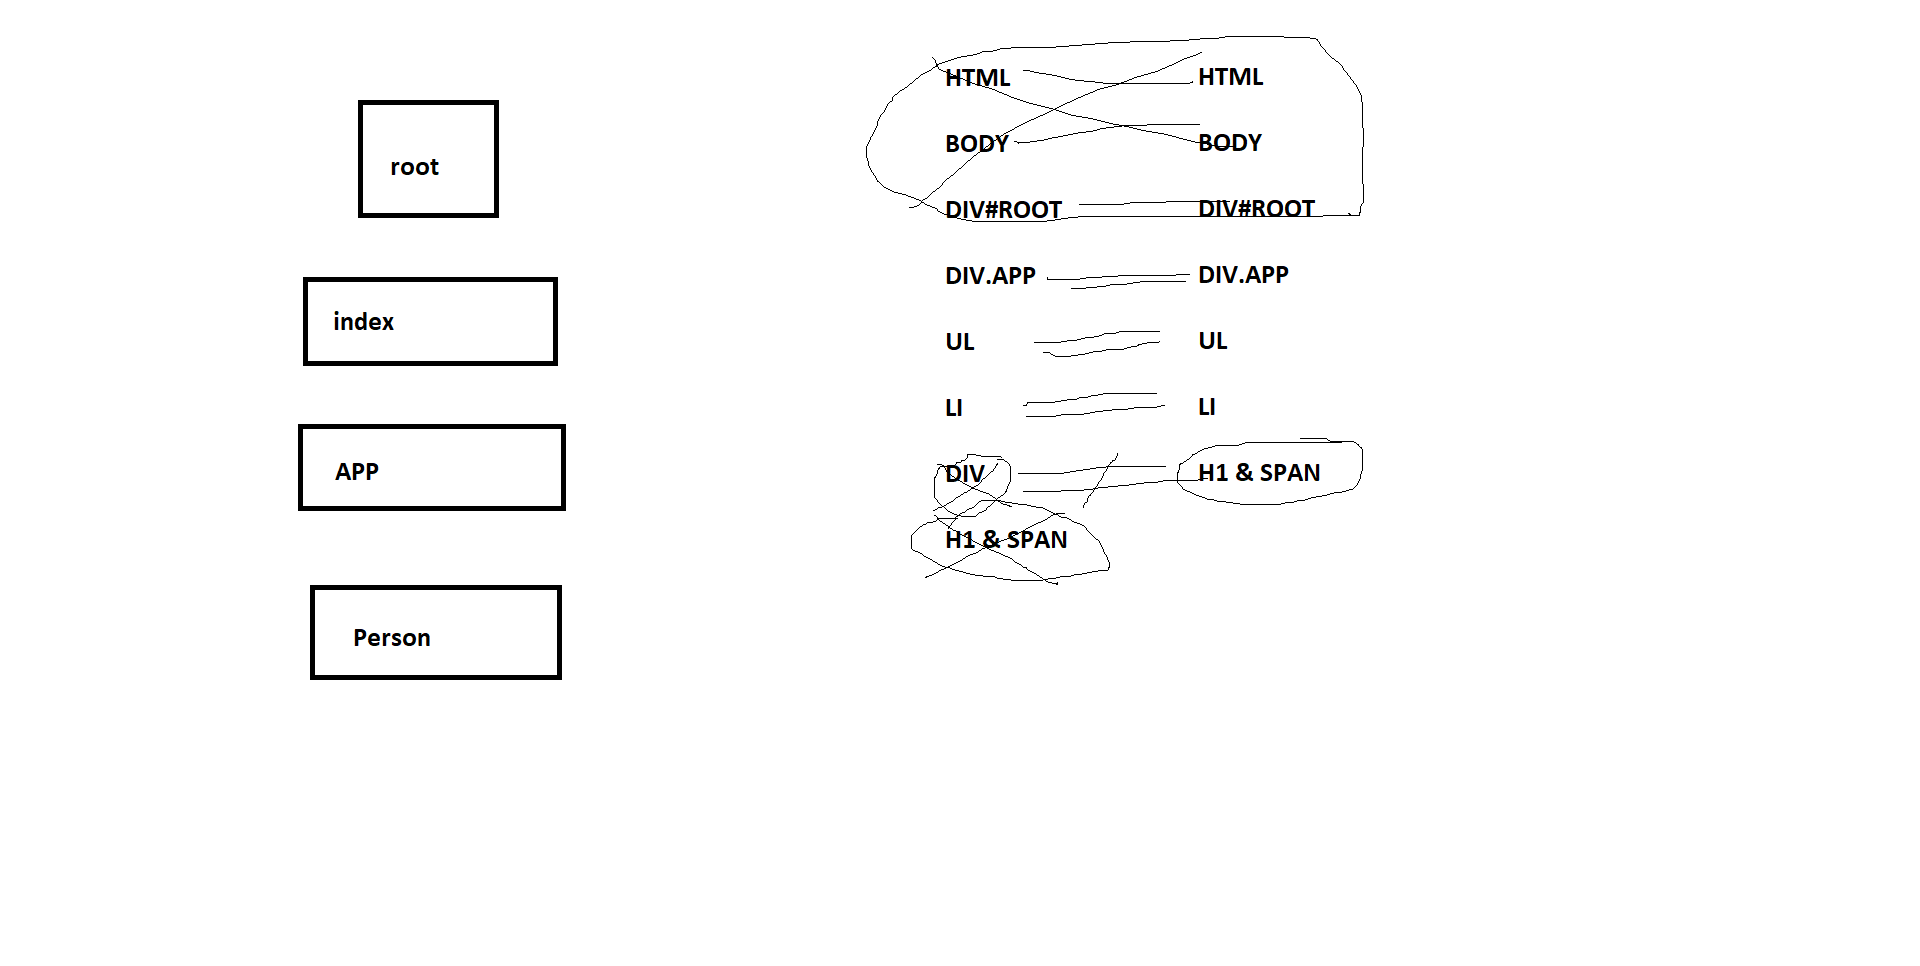 root
index
APP
Person
HTML
BODY
DIV#ROOT
DIV.APP
UL
LI
DIV
H1 & SPAN
HTML
BODY
DIV#ROOT
DIV.APP
UL
LI
H1 & SPAN